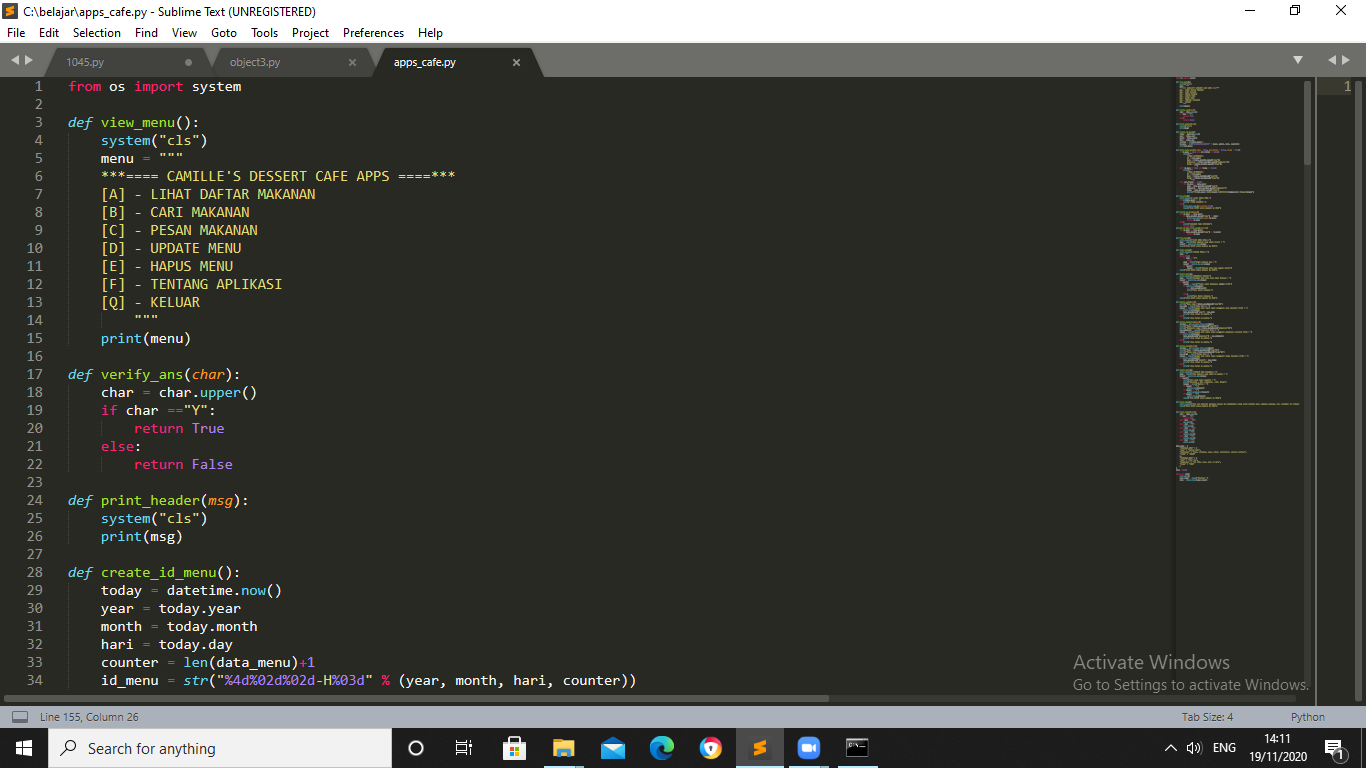 C:\belajar\apps_cafe.py - Sublime Text (UNREGISTERED)
File Edit Selection Find View Goto Tools Project Preferences Help
1045.py object3.py apps_cafe.py
1 from os import system
2
3 def view_menu():
4     system("cls")
5     menu = """
6     ***==== CAMILLE'S DESSERT CAFE APPS ====***
7     [A] - LIHAT DAFTAR MAKANAN
8     [B] - CARI MAKANAN
9     [C] - PESAN MAKANAN
10     [D] - UPDATE MENU
11     [E] - HAPUS MENU
12     [F] - TENTANG APLIKASI
13     [Q] - KELUAR
14         """
15     print(menu)
16
17 def verify_ans(char):
18     char = char.upper()
19     if char =="Y":
20         return True
21     else:
22         return False
23
24 def print_header(msg):
25     system("cls")
26     print(msg)
27
28 def create_id_menu():
29     today = datetime.now()
30     year = today.year
31     month = today.month
32     hari = today.day
33     counter = len(data_menu)+1
34     id_menu = str("%4d%02d%02d-H%03d" % (year, month, hari, counter))
1
Activate Windows
Go to Settings to activate Windows.
Line 155, Column 26 Tab Size: 4 Python
Search for anything
ENG
14:11
19/11/2020
1